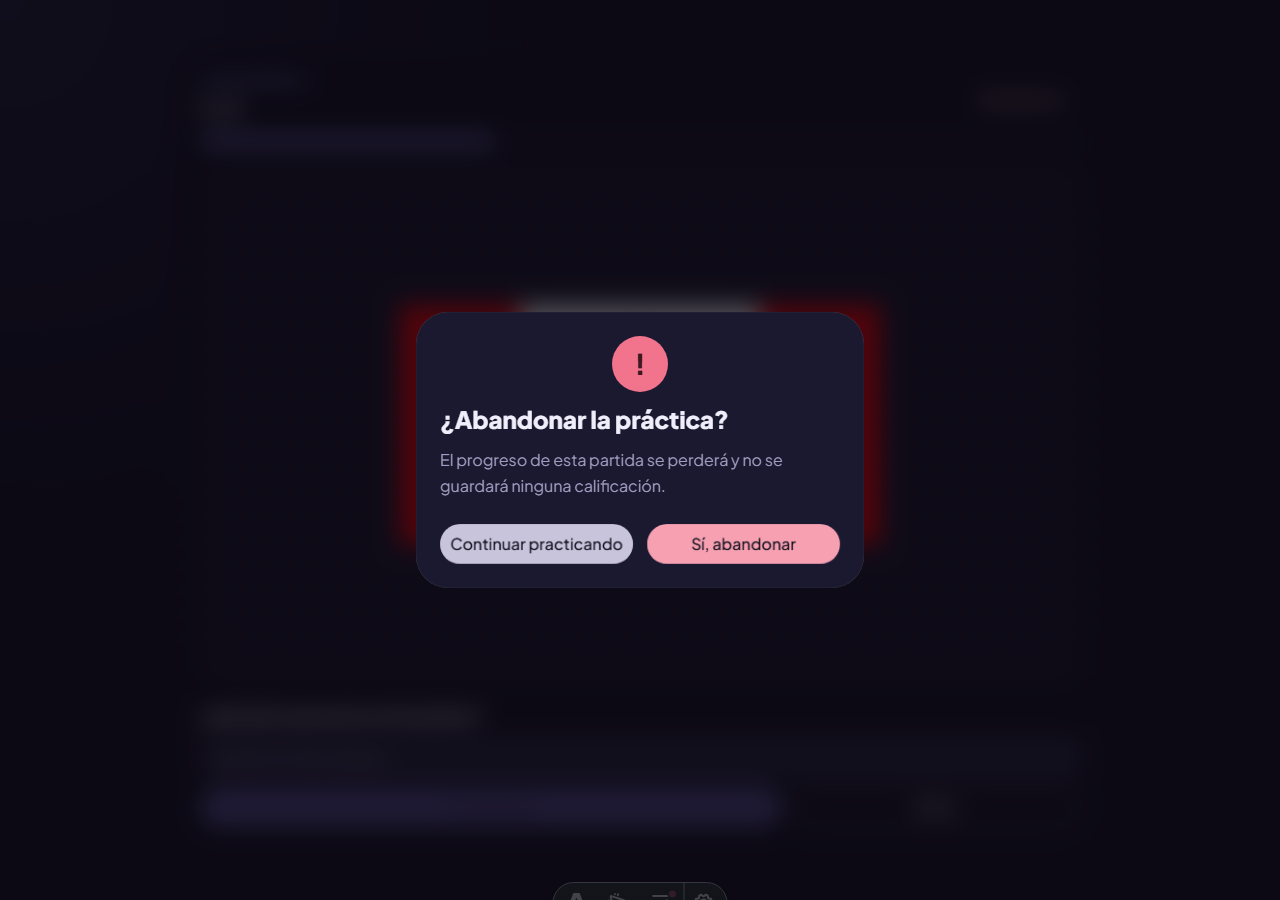 !
¿Abandonar la práctica?
El progreso de esta partida se perderá y no se
guardará ninguna calificación.
Continuar practicando
Sí, abandonar